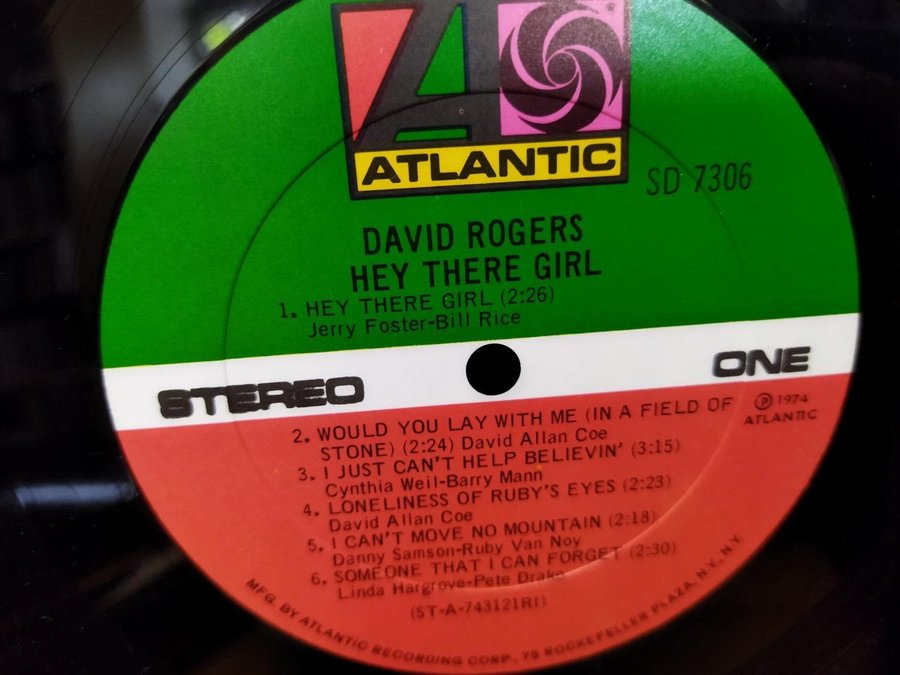 ATLANTIC
®
SD 7306
DAVID ROGERS
HEY THERE GIRL
1. HEY THERE GIRL (2:26)
Jerry Foster-Bill Rice
STEREO
ONE
℗ 1974
ATLANTIC
2. WOULD YOU LAY WITH ME (IN A FIELD OF
STONE) (2:24) David Allan Coe
3. I JUST CAN'T HELP BELIEVIN' (3:15)
Cynthia Weil-Barry Mann
4. LONELINESS OF RUBY'S EYES (2:23)
David Allan Coe
5. I CAN'T MOVE NO MOUNTAIN (2:18)
Danny Samson-Ruby Van Noy
6. SOMEONE THAT I CAN FORGET (2:30)
Linda Hargrove-Pete Drake
(ST-A-743121RI)
MFG. BY ATLANTIC RECORDING CORP., 75 ROCKEFELLER PLAZA, N.Y., N.Y.